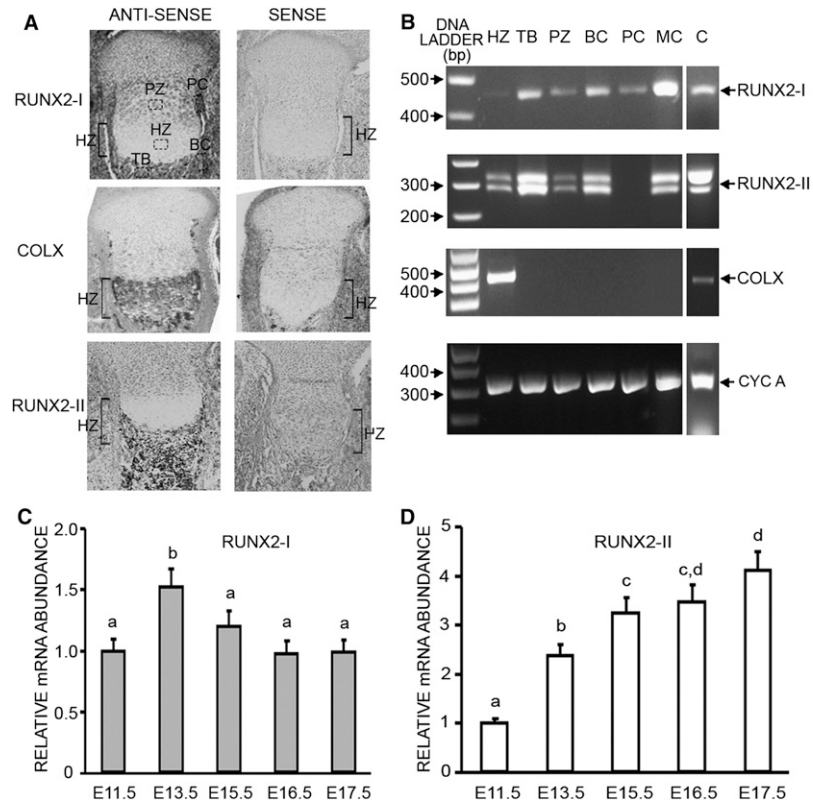 A
ANTI-SENSE SENSE
RUNX2-I
PZ PC
HZ HZ HZ
TB BC
COLX
HZ HZ
RUNX2-II
HZ HZ
B
DNA LADDER (bp) HZ TB PZ BC PC MC C
500 RUNX2-I
400
300 RUNX2-II
200
500 COLX
400
400 CYC A
300
C
RELATIVE mRNA ABUNDANCE
RUNX2-I
2.0
1.5
1.0
0.5
0
a b a a a
E11.5 E13.5 E15.5 E16.5 E17.5
D
RELATIVE mRNA ABUNDANCE
RUNX2-II
5
4
3
2
1
0
a b c c,d d
E11.5 E13.5 E15.5 E16.5 E17.5